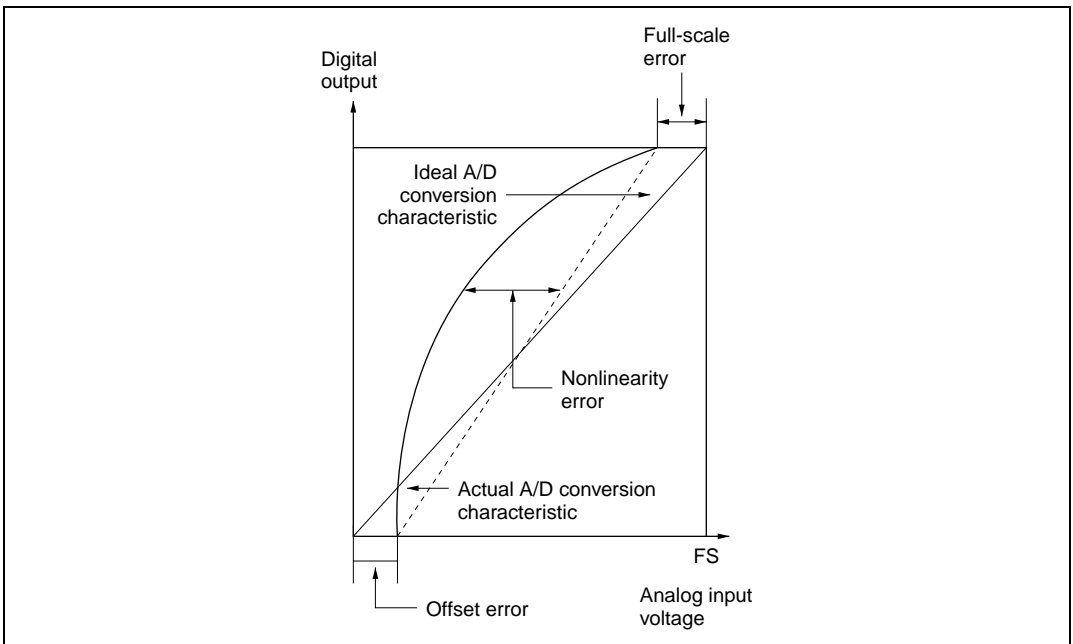 Full-scale
error
Digital
output
Ideal A/D
conversion
characteristic
Nonlinearity
error
Actual A/D conversion
characteristic
FS
Offset error
Analog input
voltage